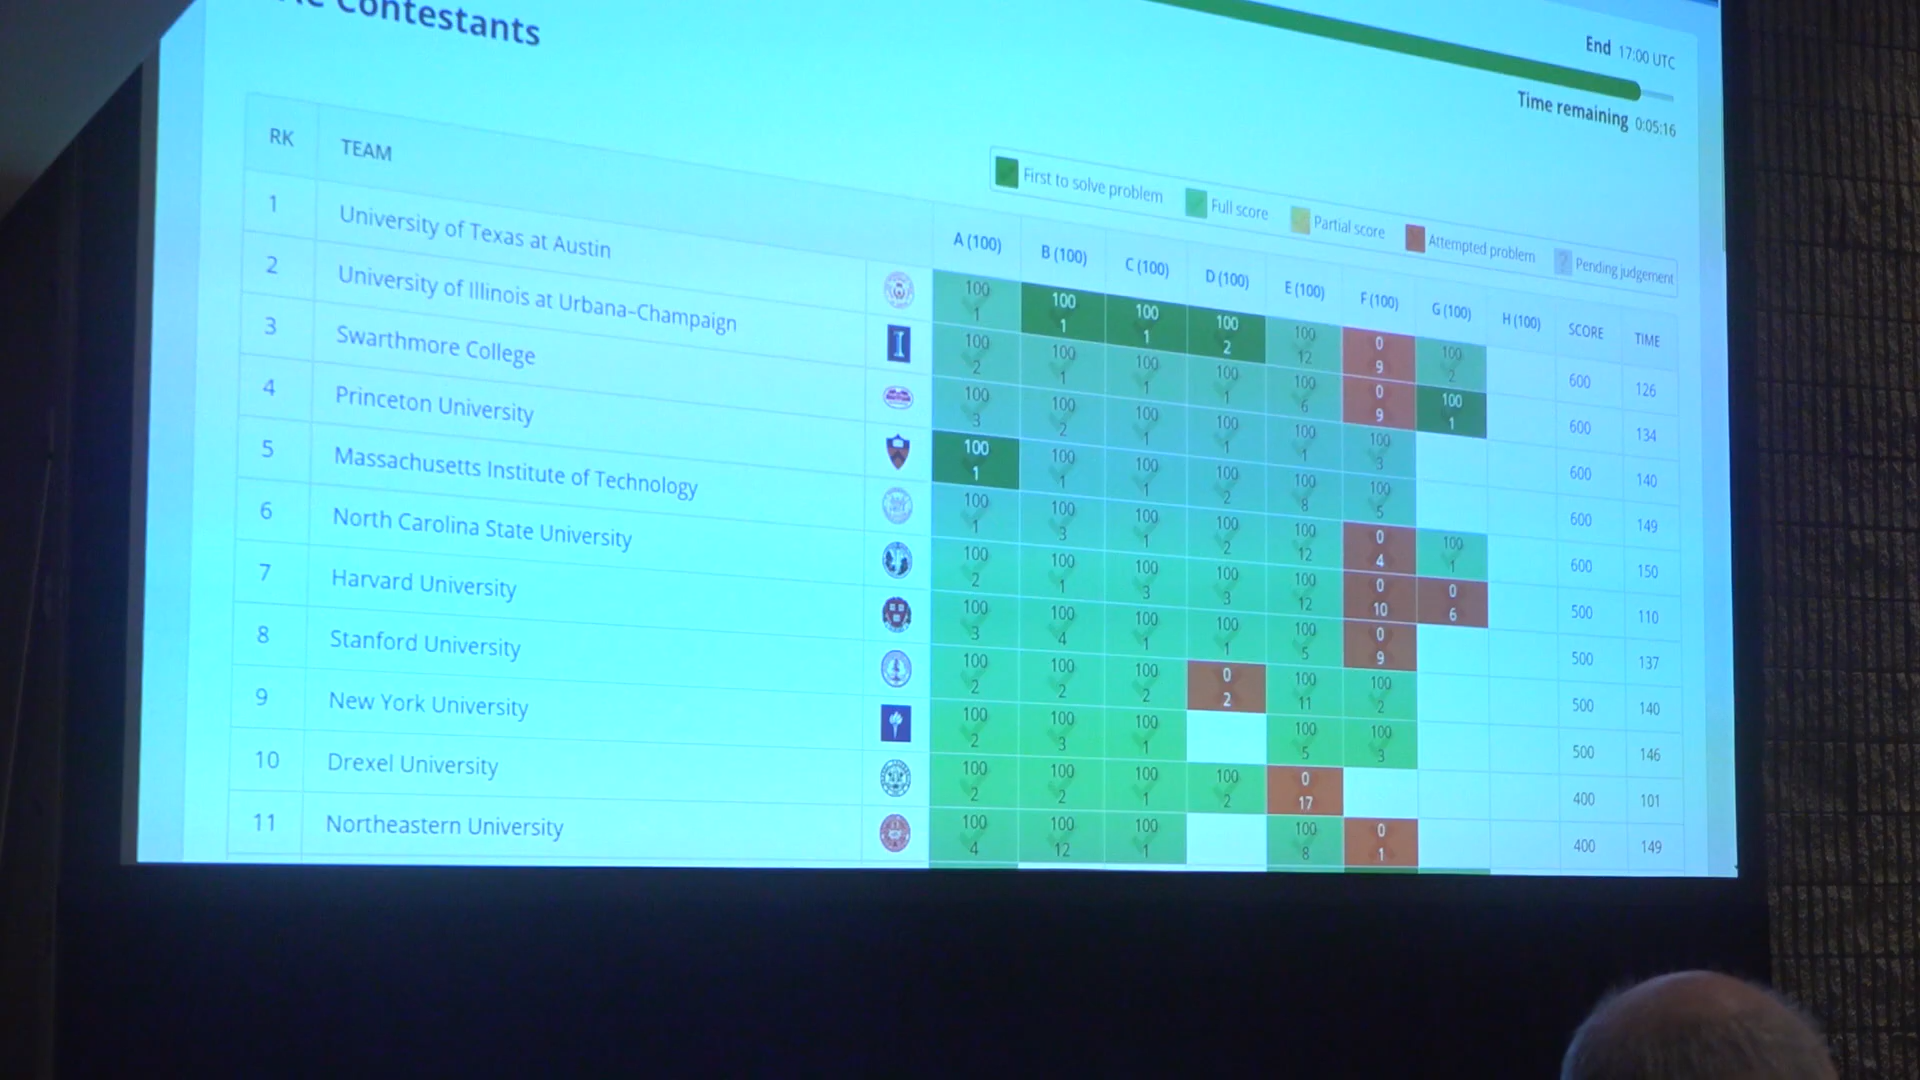 Contestants
End 17:00 UTC
Time remaining 0:05:16
First to solve problem Full score Partial score Attempted problem ? Pending judgement
RK TEAM A (100) B (100) C (100) D (100) E (100) F (100) G (100) H (100) SCORE TIME
1 University of Texas at Austin 100 1 100 1 100 1 100 2 100 12 0 9 100 2 600 126
2 University of Illinois at Urbana–Champaign I 100 2 100 1 100 1 100 1 100 6 0 9 100 1 600 134
3 Swarthmore College 100 3 100 2 100 1 100 1 100 1 100 3 600 140
4 Princeton University 100 1 100 1 100 1 100 2 100 8 100 5 600 149
5 Massachusetts Institute of Technology 100 1 100 3 100 1 100 2 100 12 0 4 100 1 600 150
6 North Carolina State University 100 2 100 1 100 3 100 3 100 12 0 10 0 6 500 110
7 Harvard University 100 3 100 4 100 1 100 1 100 5 0 9 500 137
8 Stanford University 100 2 100 2 100 2 0 2 100 11 100 2 500 140
9 New York University 100 2 100 3 100 1 100 5 100 3 500 146
10 Drexel University 100 2 100 2 100 1 100 2 0 17 400 101
11 Northeastern University 100 4 100 12 100 1 100 8 0 1 400 149